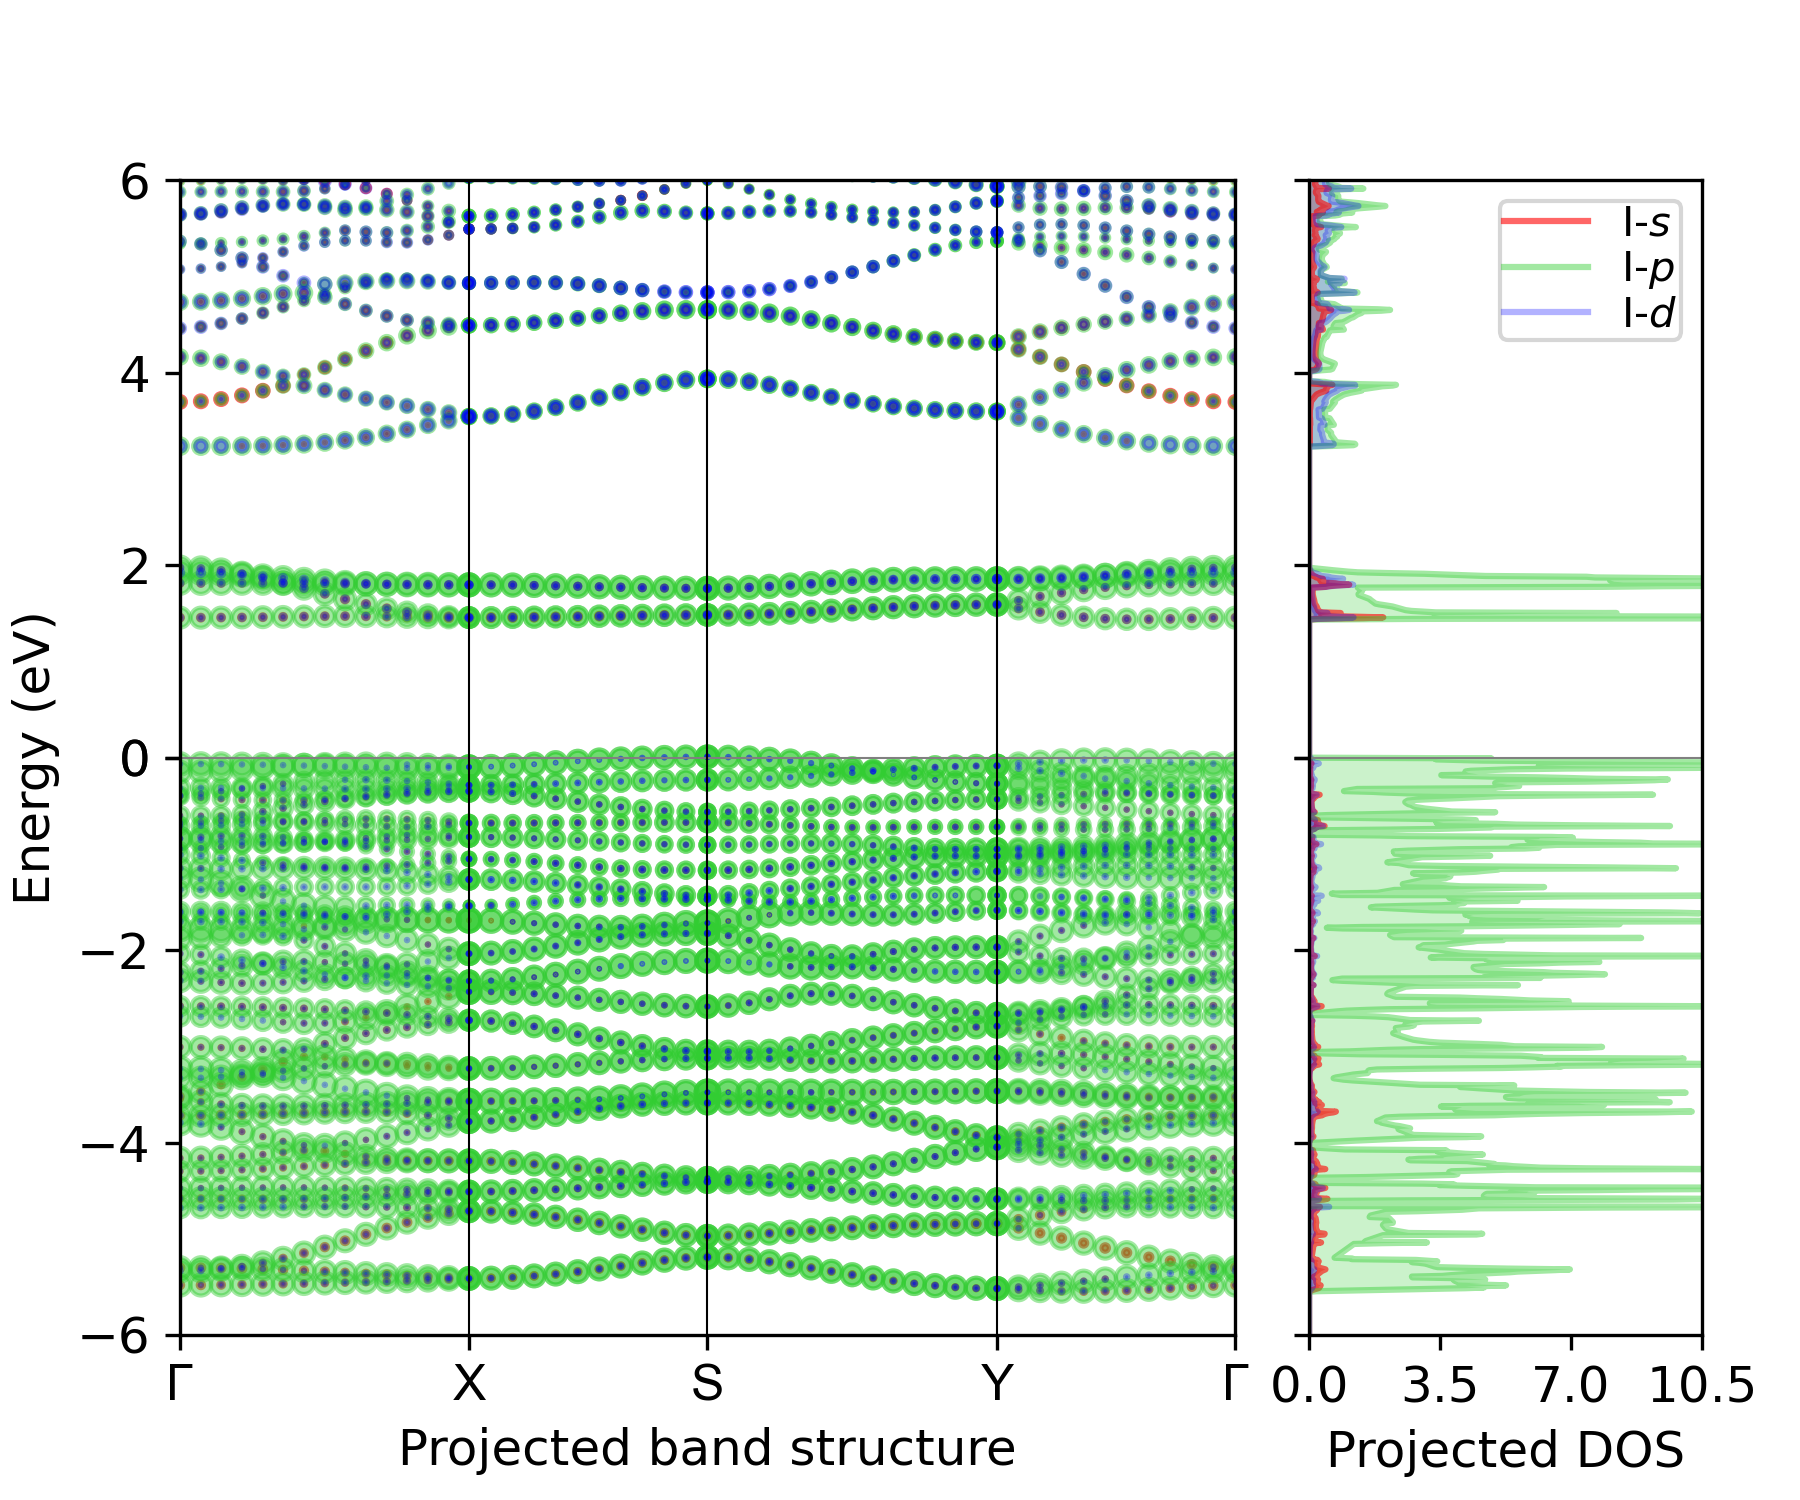 6
4
2
0
−2
−4
−6
Energy (eV)
Γ X S Y Γ
Projected band structure
I-s
I-p
I-d
0.0 3.5 7.0 10.5
Projected DOS